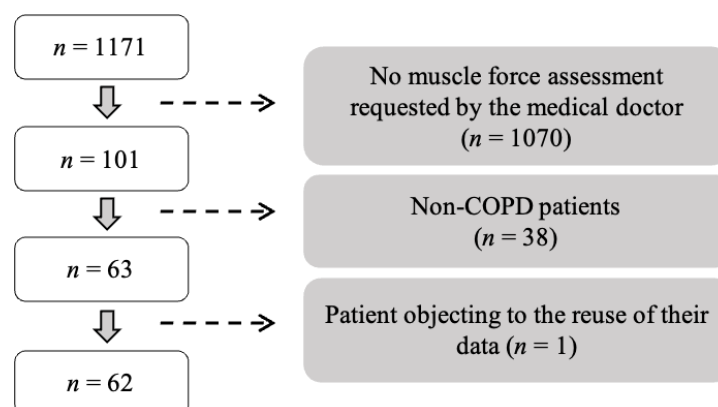 n = 1171
No muscle force assessment
requested by the medical doctor
(n = 1070)
n = 101
Non-COPD patients
(n = 38)
n = 63
Patient objecting to the reuse of their
data (n = 1)
n = 62